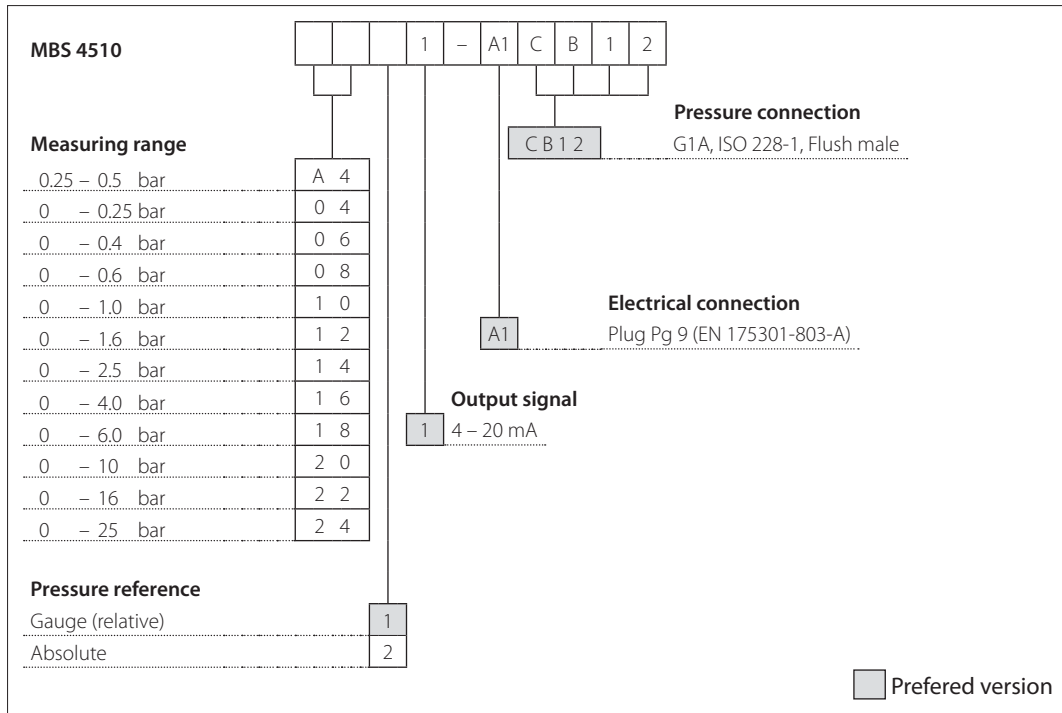 MBS 4510 1 – A1 C B 1 2
Pressure connection
C B 1 2 G1A, ISO 228-1, Flush male
Measuring range
0.25 – 0.5 bar A 4
0 – 0.25 bar 0 4
0 – 0.4 bar 0 6
0 – 0.6 bar 0 8
0 – 1.0 bar 1 0
0 – 1.6 bar 1 2
0 – 2.5 bar 1 4
0 – 4.0 bar 1 6
0 – 6.0 bar 1 8
0 – 10 bar 2 0
0 – 16 bar 2 2
0 – 25 bar 2 4
Electrical connection
A1 Plug Pg 9 (EN 175301-803-A)
Output signal
1 4 – 20 mA
Pressure reference
Gauge (relative) 1
Absolute 2
Prefered version